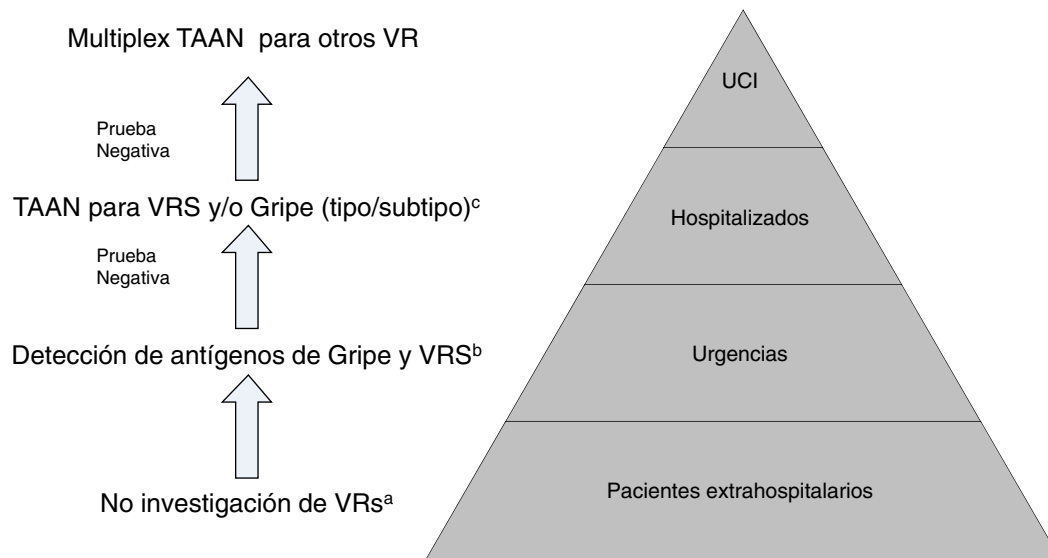 Multiplex TAAN para otros VR
Prueba
Negativa
TAAN para VRS y/o Gripe (tipo/subtipo)ᶜ
Prueba
Negativa
Detección de antígenos de Gripe y VRSᵇ
No investigación de VRsᵃ
UCI
Hospitalizados
Urgencias
Pacientes extrahospitalarios